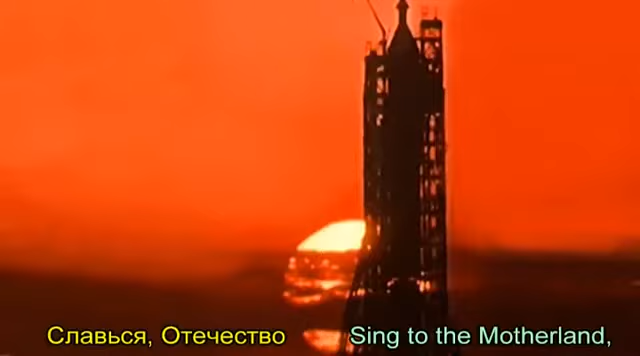 Славься, Отечество
Sing to the Motherland,